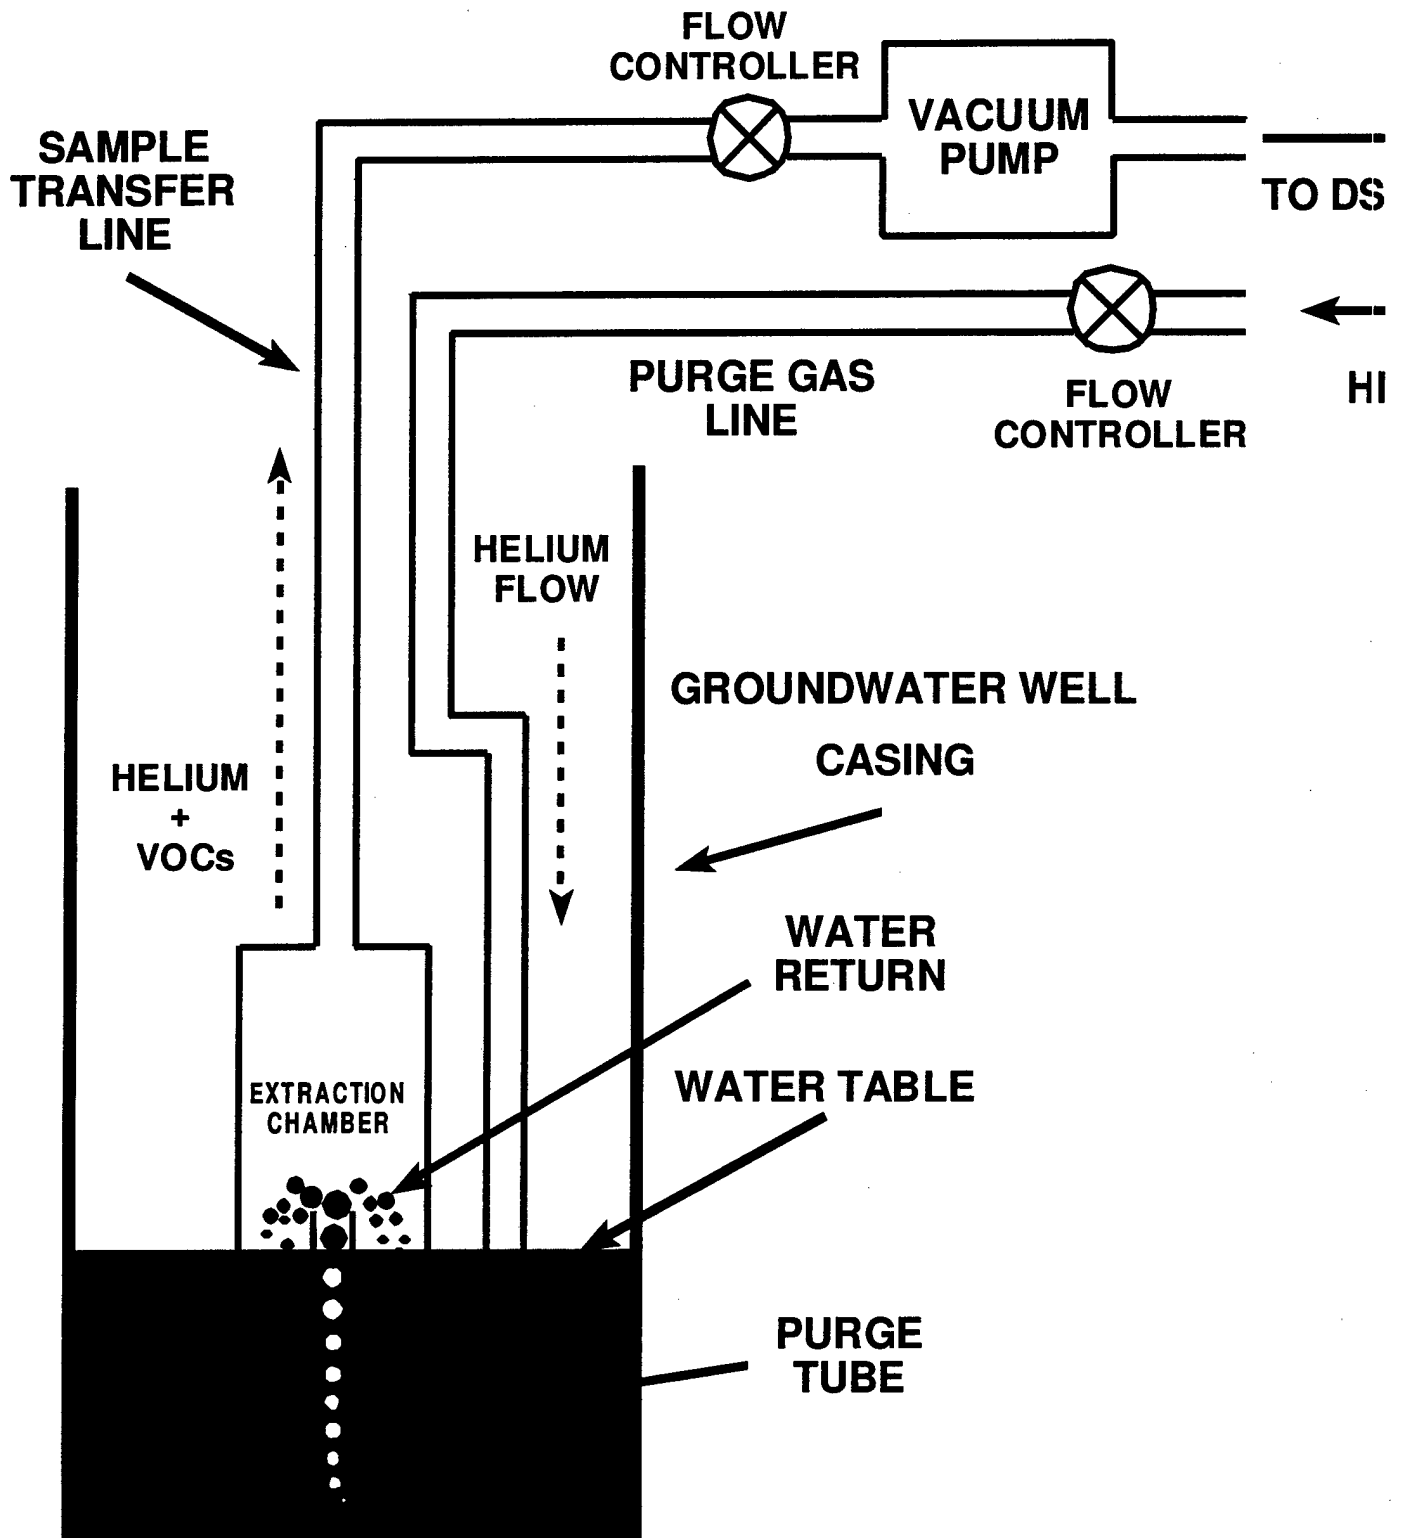 FLOW
CONTROLLER
VACUUM
PUMP
SAMPLE
TRANSFER
LINE
TO DS
PURGE GAS
LINE
FLOW
CONTROLLER
HI
HELIUM
FLOW
GROUNDWATER WELL
CASING
HELIUM
+
VOCs
WATER
RETURN
WATER TABLE
EXTRACTION
CHAMBER
PURGE
TUBE